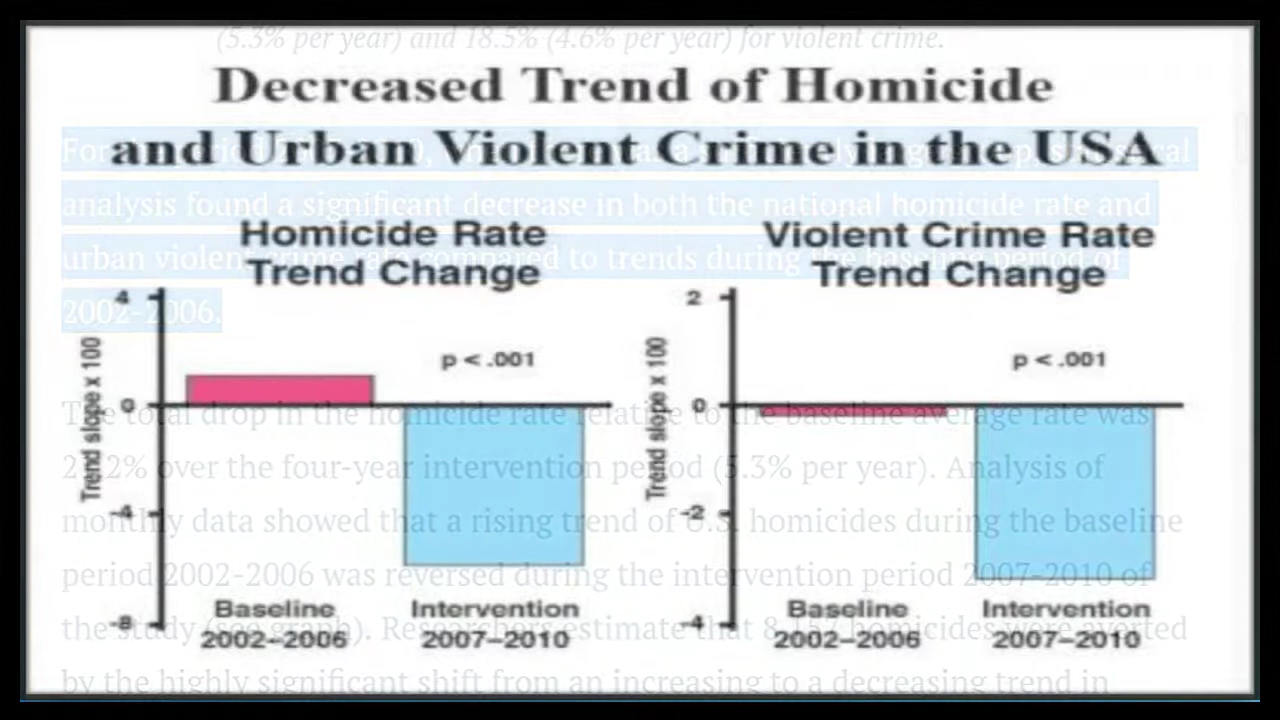 (5.3% per year) and 18.5% (4.6% per year) for violent crime.
Decreased Trend of Homicide
and Urban Violent Crime in the USA
For
analysis found a significant decrease in both the national homicide rate and
urban violent crime rate compared to trends during the baseline period of
2002-2006.
Homicide Rate
Trend Change
4
p < .001
Trend slope x 100
0
-4
-8
Baseline
2002–2006
Intervention
2007–2010
Violent Crime Rate
Trend Change
2
p < .001
Trend slope x 100
0
-2
-4
Baseline
2002–2006
Intervention
2007–2010
The total drop in the homicide rate relative to the baseline average rate was
over the four-year intervention period (5.3% per year). Analysis of
monthly data showed that a rising trend of U.S. homicides during the baseline
period 2002-2006 was reversed during the intervention period 2007-2010 of
the study (see graph). Researchers estimate that homicides were averted
by the highly significant shift from an increasing to a decreasing trend in